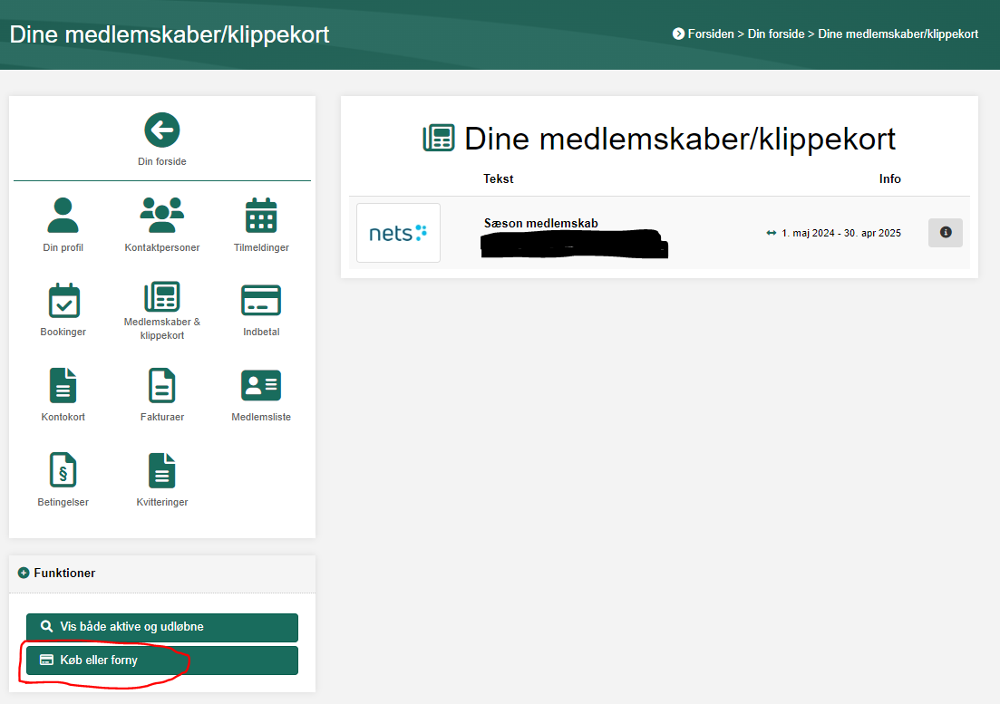 Dine medlemskaber/klippekort
Forsiden > Din forside > Dine medlemskaber/klippekort
Din forside
Din profil
Kontaktpersoner
Tilmeldinger
Bookinger
Medlemskaber &
klippekort
Indbetal
Kontokort
Fakturaer
Medlemsliste
§
Betingelser
Kvitteringer
Funktioner
Vis både aktive og udløbne
Køb eller forny
Dine medlemskaber/klippekort
Tekst Info
nets
Sæson medlemskab
1. maj 2024 - 30. apr 2025